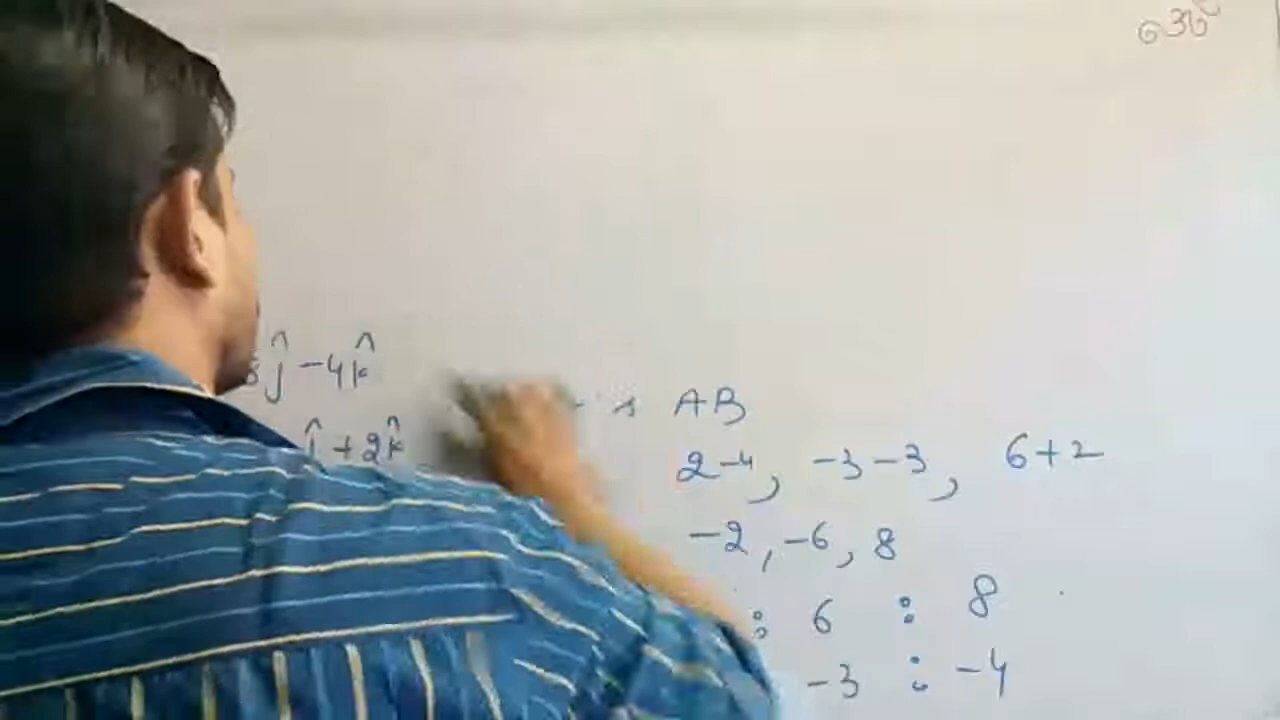 ĵ -4k̂
+2k̂
AB
2-4, -3-3, 6+2
-2, -6, 8
: 6 : 8
-3 : -4